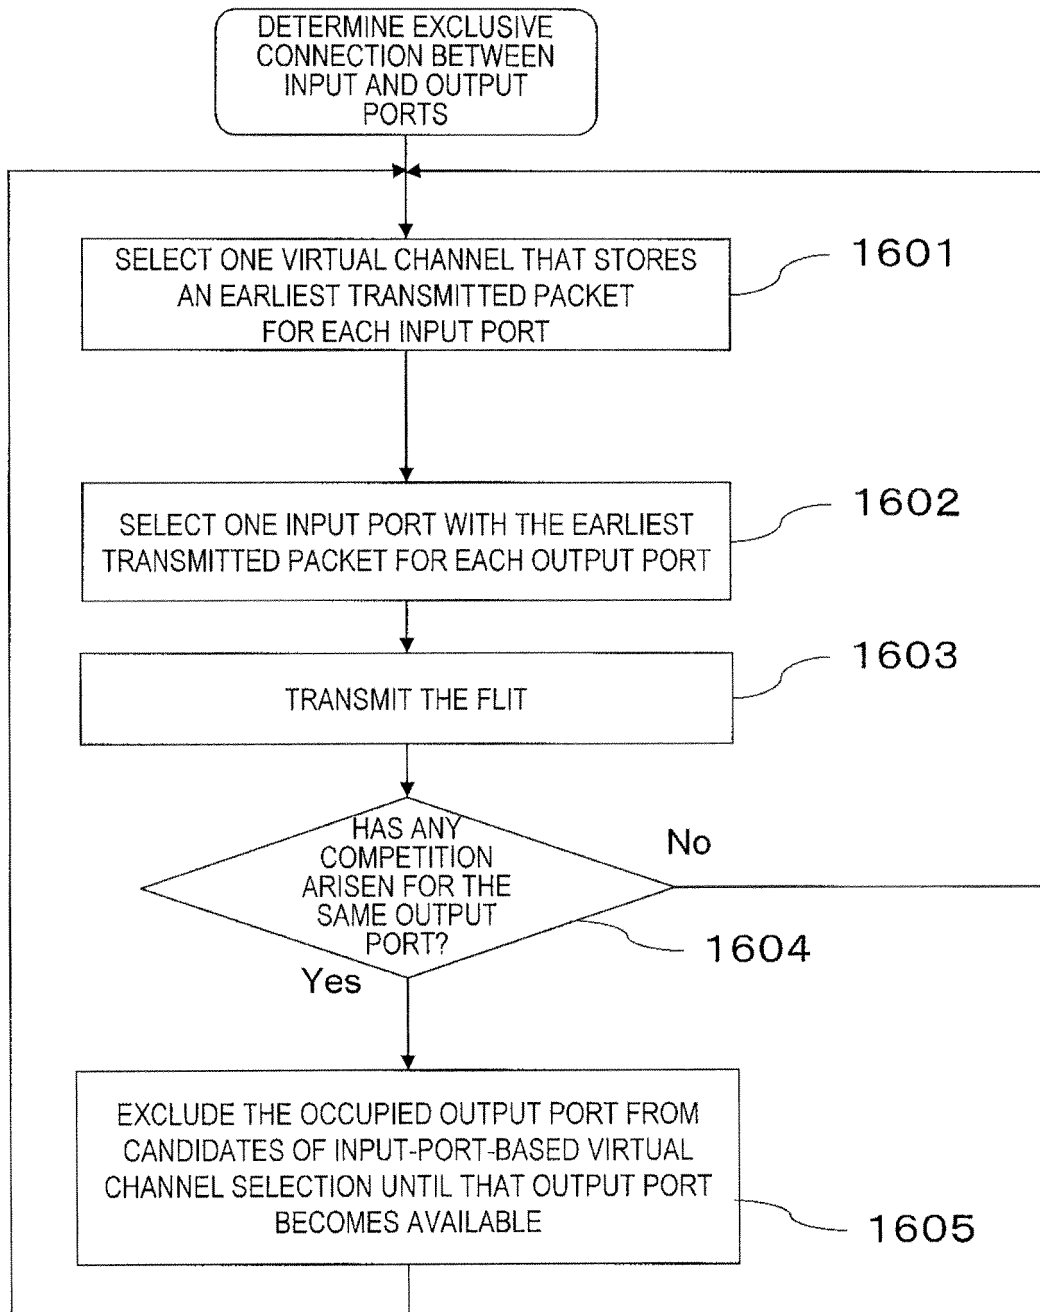 DETERMINE EXCLUSIVE
CONNECTION BETWEEN
INPUT AND OUTPUT
PORTS
SELECT ONE VIRTUAL CHANNEL THAT STORES
AN EARLIEST TRANSMITTED PACKET
FOR EACH INPUT PORT
1601
SELECT ONE INPUT PORT WITH THE EARLIEST
TRANSMITTED PACKET FOR EACH OUTPUT PORT
1602
TRANSMIT THE FLIT
1603
HAS ANY
COMPETITION
ARISEN FOR THE
SAME OUTPUT
PORT?
No
1604
Yes
EXCLUDE THE OCCUPIED OUTPUT PORT FROM
CANDIDATES OF INPUT-PORT-BASED VIRTUAL
CHANNEL SELECTION UNTIL THAT OUTPUT PORT
BECOMES AVAILABLE
1605